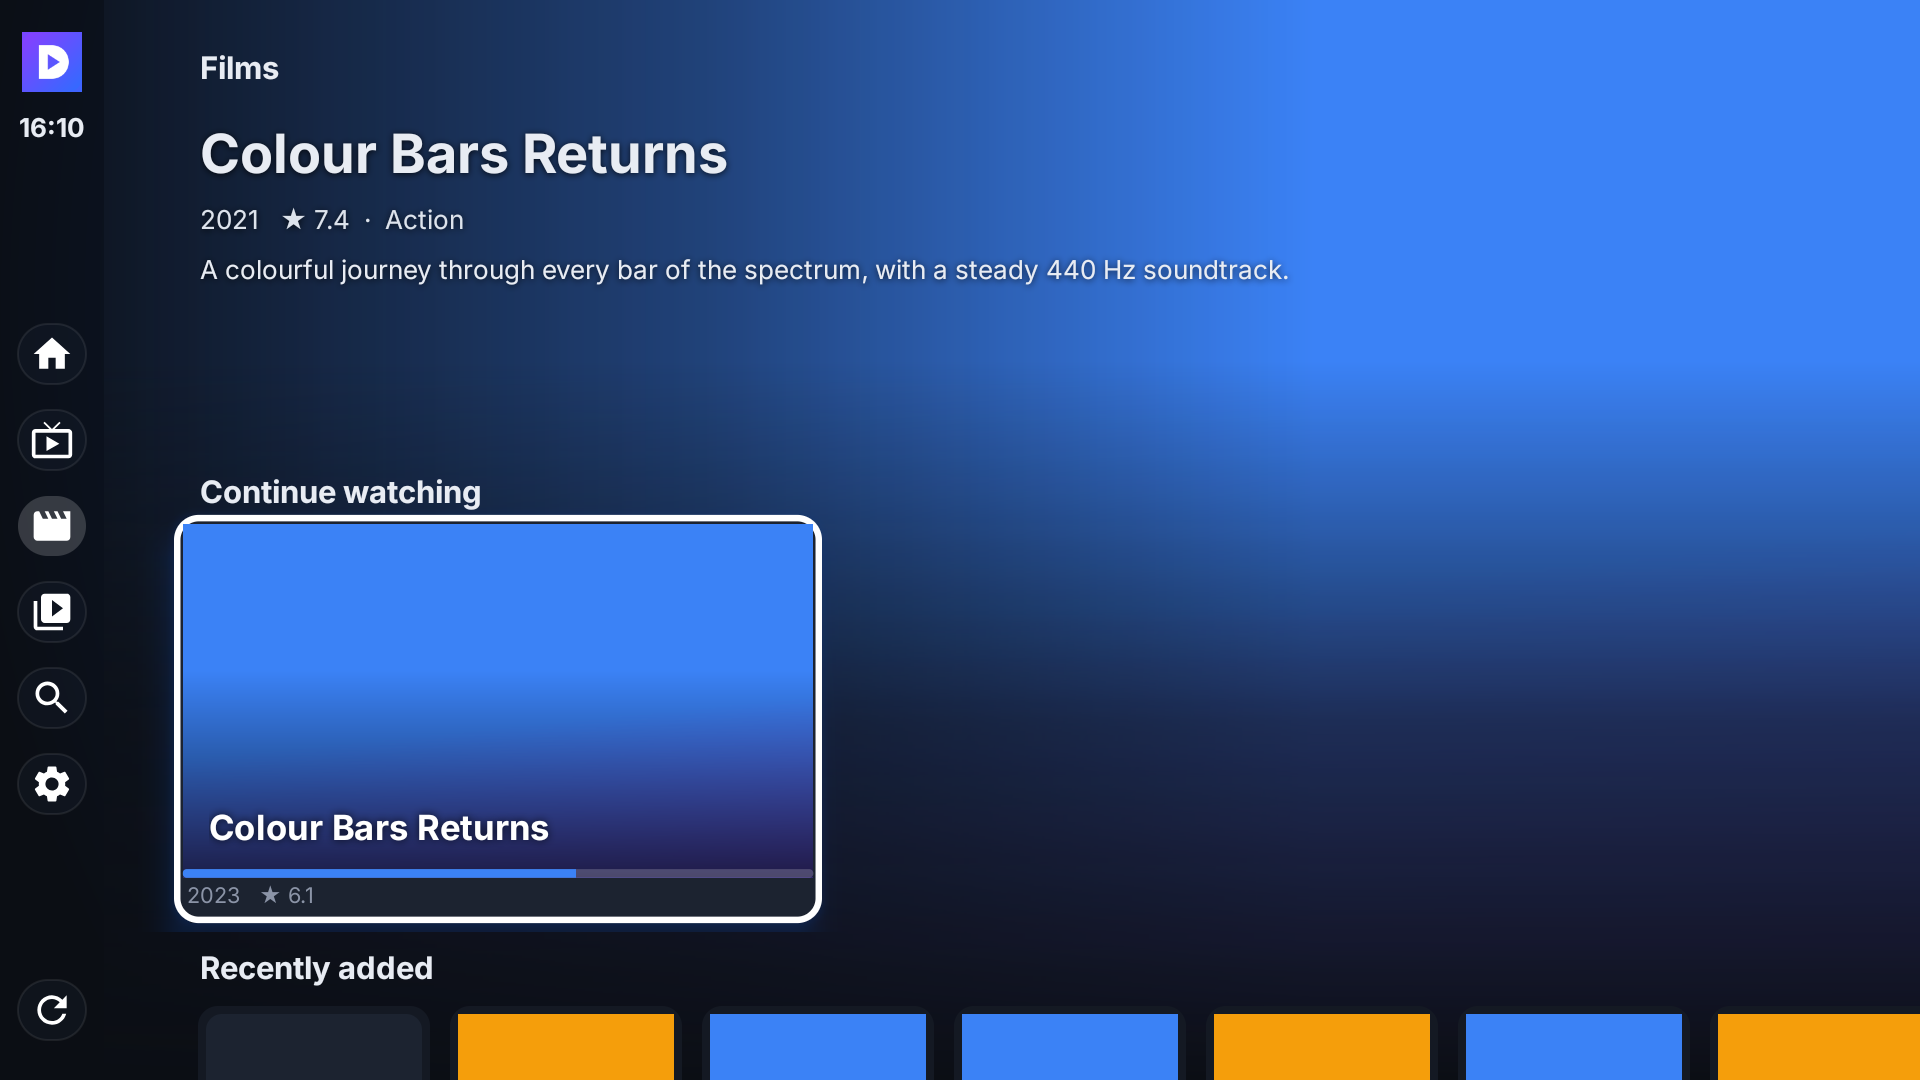 16:10
Films
Colour Bars Returns
2021 ★ 7.4 · Action
A colourful journey through every bar of the spectrum, with a steady 440 Hz soundtrack.
Continue watching
Colour Bars Returns
2023 ★ 6.1
Recently added